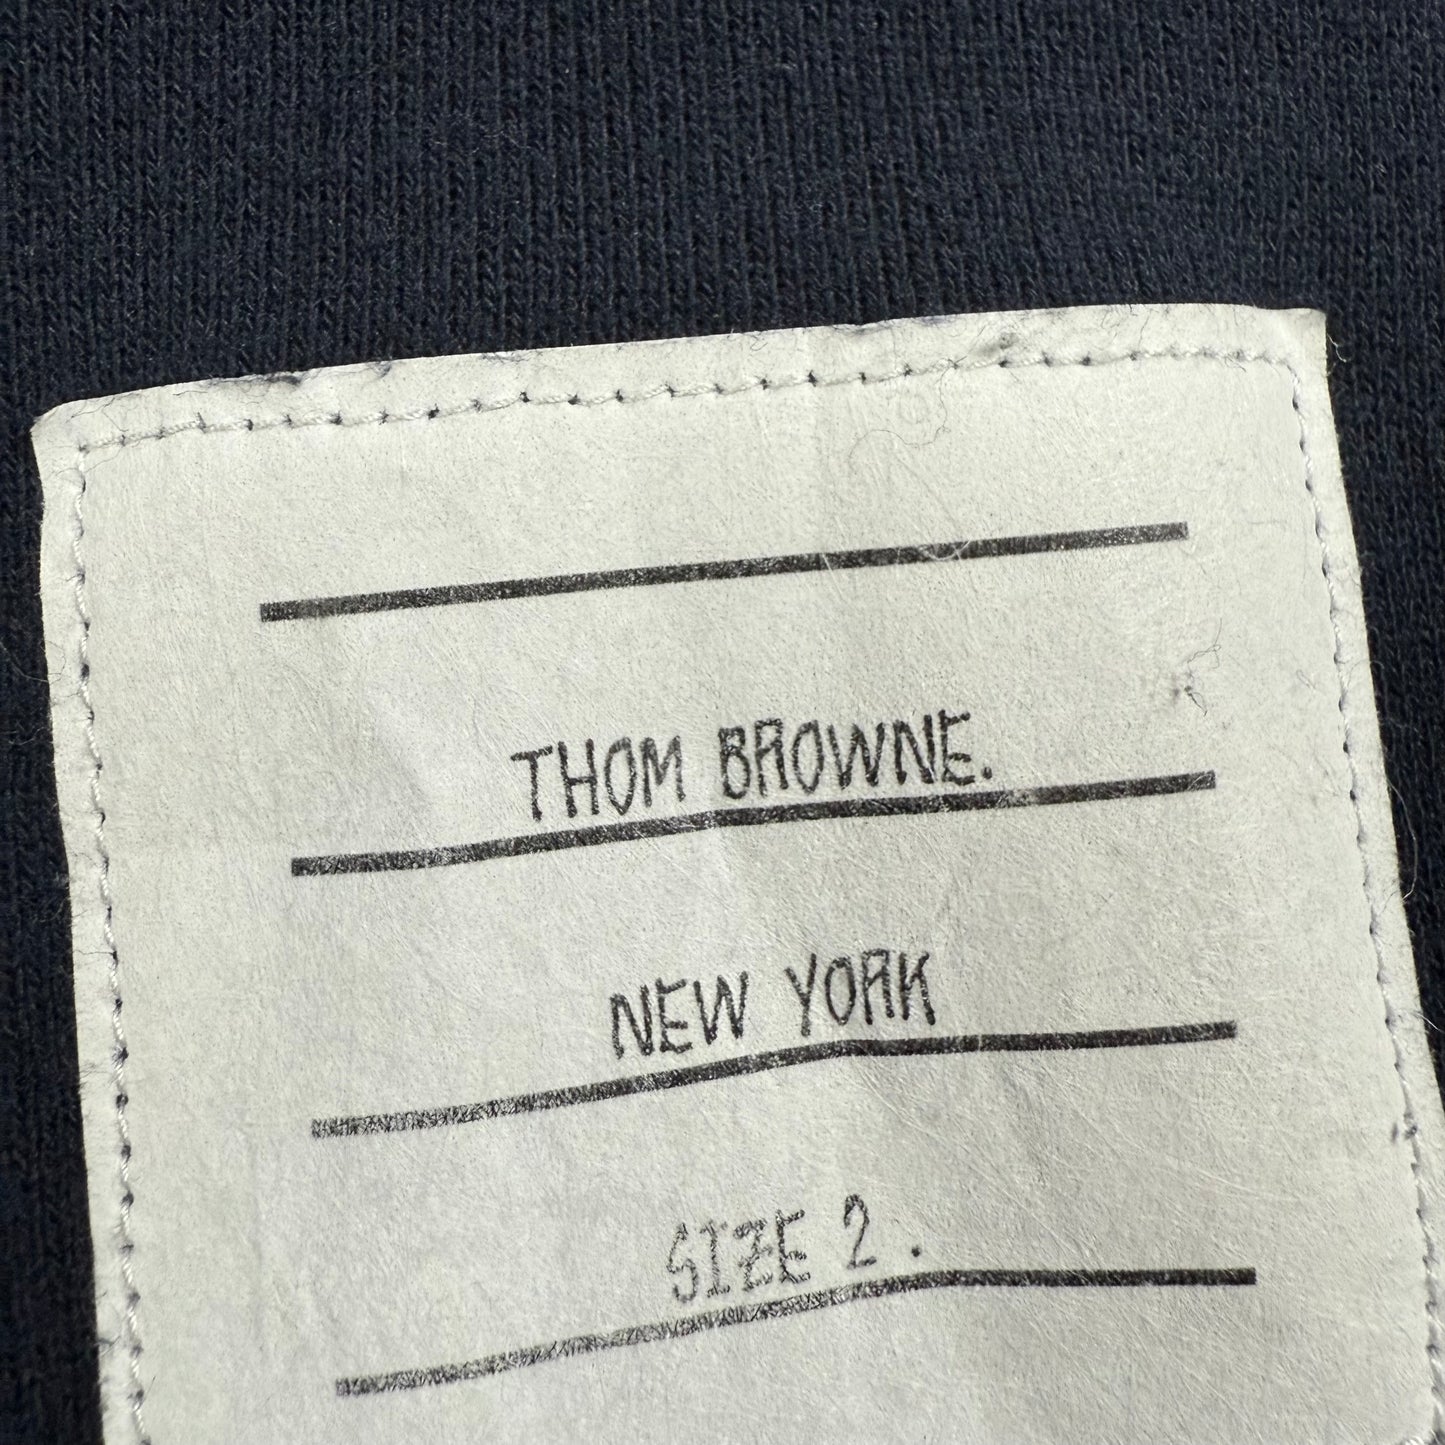 THOM BROWNE.
NEW YORK
SIZE 2.